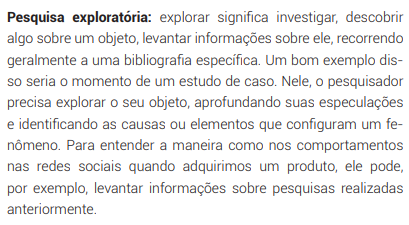 Pesquisa exploratória: explorar significa investigar, descobrir
algo sobre um objeto, levantar informações sobre ele, recorrendo
geralmente a uma bibliografia específica. Um bom exemplo dis-
so seria o momento de um estudo de caso. Nele, o pesquisador
precisa explorar o seu objeto, aprofundando suas especulações
e identificando as causas ou elementos que configuram um fe-
nômeno. Para entender a maneira como nos comportamentos
nas redes sociais quando adquirimos um produto, ele pode,
por exemplo, levantar informações sobre pesquisas realizadas
anteriormente.